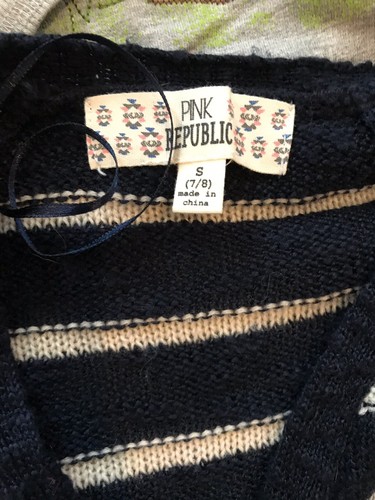 PINK
REPUBLIC
S
(7/8)
made in
china